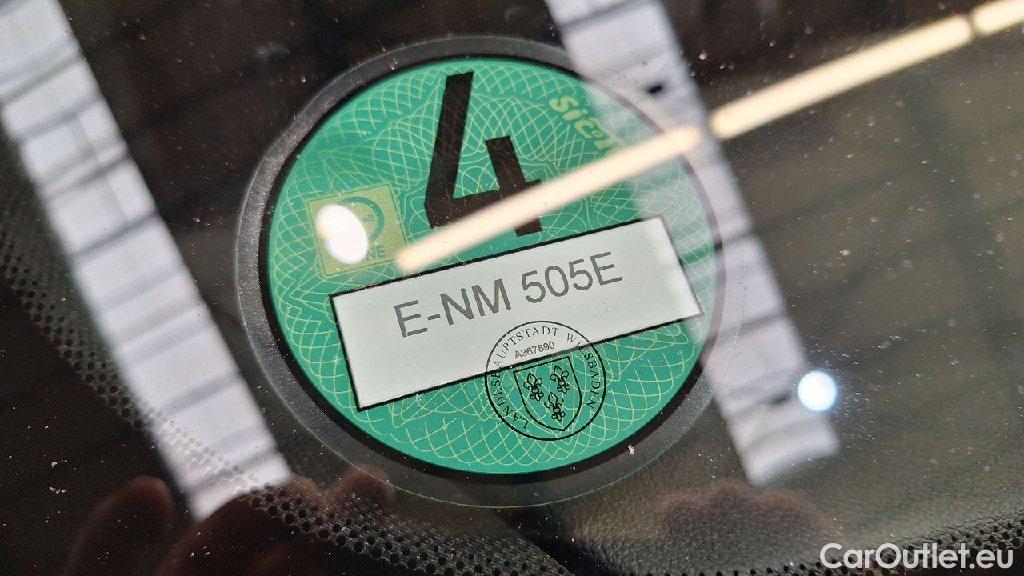 4
E-NM 505E
LANDESHAUPTSTADT WIESBADEN
CarOutlet.eu